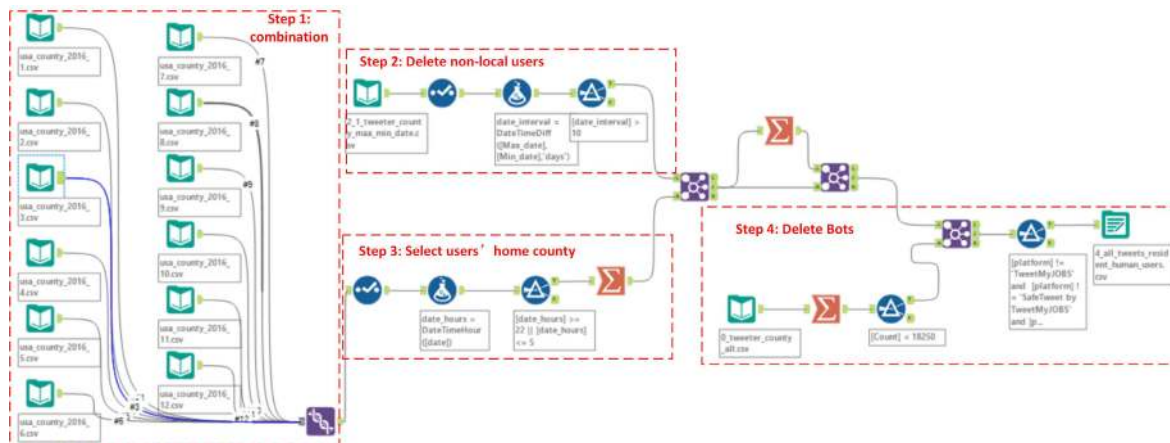 Step 1:
combination
usa_county_2016_
1.csv
usa_county_2016_
2.csv
usa_county_2016_
3.csv
usa_county_2016_
4.csv
usa_county_2016_
5.csv
usa_county_2016_
6.csv
usa_county_2016_
7.csv
usa_county_2016_
8.csv
usa_county_2016_
9.csv
usa_county_2016_
10.csv
usa_county_2016_
11.csv
usa_county_2016_
12.csv
#7
#8
#9
#3
#6
#12
Step 2: Delete non-local users
2_1_tweeter_count
y_max_min_date.c
sv
date_interval =
DateTimeDiff
([Max_date],
[Min_date],'days')
[date_interval] >
10
Step 3: Select users' home county
date_hours =
DateTimeHour
([date])
[date_hours] >=
22 || [date_hours]
<= 5
Step 4: Delete Bots
0_tweeter_county
_all.csv
[Count] < 18250
[platform] !=
'TweetMyJOBS'
and [platform] !
= 'SafeTweet by
TweetMyJOBS'
and [p...
4_all_tweets_resid
ent_human_users.
csv